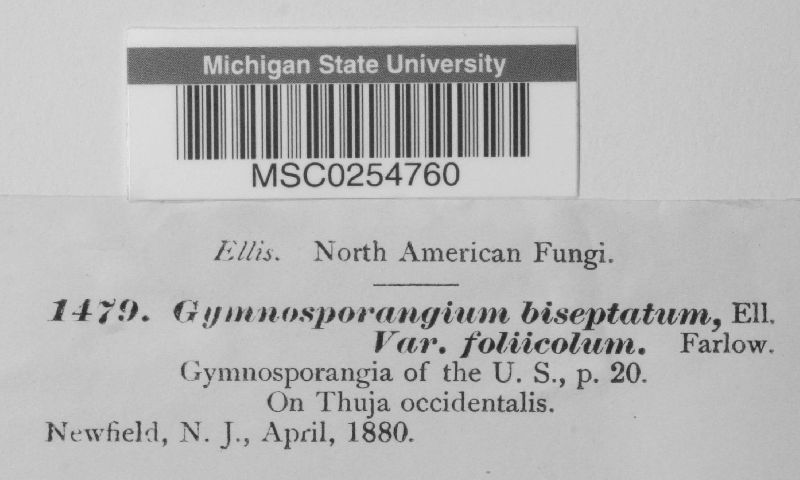 Michigan State University
MSC0254760
Ellis. North American Fungi.
1479. Gymnosporangium biseptatum, Ell.
Var. foliicolum. Farlow.
Gymnosporangia of the U. S., p. 20.
On Thuja occidentalis.
Newfield, N. J., April, 1880.